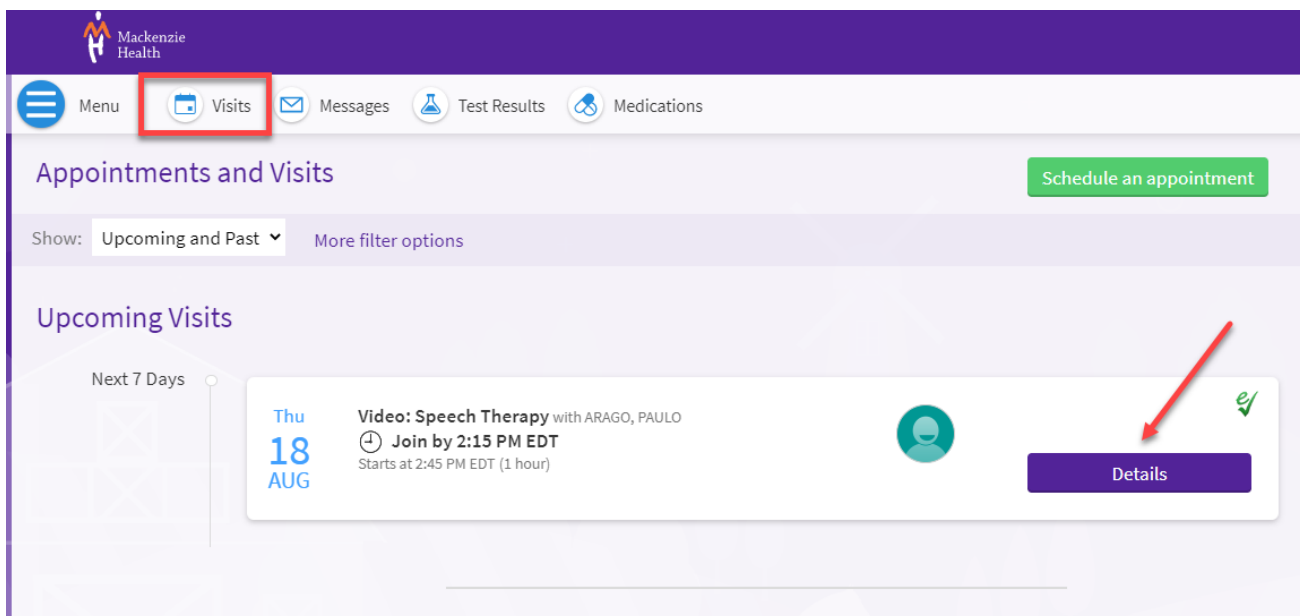 Mackenzie
Health
Menu Visits Messages Test Results Medications
Appointments and Visits
Schedule an appointment
Show: Upcoming and Past More filter options
Upcoming Visits
Next 7 Days
Thu
18
AUG
Video: Speech Therapy with ARAGO, PAULO
Join by 2:15 PM EDT
Starts at 2:45 PM EDT (1 hour)
Details